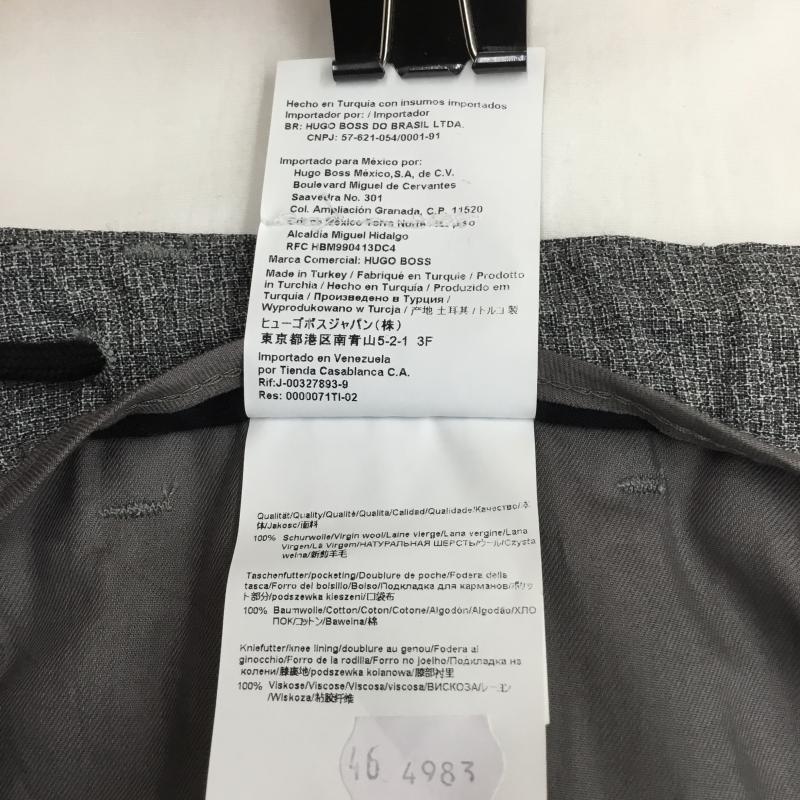 Hecho en Turquía con insumos importados
Importador por: / Importador
BR: HUGO BOSS DO BRASIL LTDA.
CNPJ: 57-621-054/0001-91
Importado para México por:
Hugo Boss México,S.A, de C.V.
Boulevard Miguel de Cervantes
Saavedra No. 301
Col. Ampliación Granada, C.P. 11520
México
Alcaldía Miguel Hidalgo
RFC HBM990413DC4
Marca Comercial: HUGO BOSS
Made in Turkey / Fabriqué en Turquie / Prodotto
in Turchia / Hecho en Turquía / Produzido em
Turquia / Произведено в Турции /
Wyprodukowano w Turcja / 产地 土耳其 / トルコ製
ヒューゴボスジャパン(株)
東京都港区南青山5-2-1 3F
Importado en Venezuela
por Tienda Casablanca C.A.
Rif:J-00327893-9
Res: 0000071TI-02
Qualität/Quality/Qualité/Qualita/Calidad/Qualidade/Качество/本
体/Jakosc/面料
100% Schurwolle/Virgin wool/Laine vierge/Lana vergine/Lana
Virgen/Lã Virgem/НАТУРАЛЬНАЯ ШЕРСТЬ/ウール/Czysta
welna/新剪羊毛
Taschenfutter/pocketing/Doublure de poche/Fodera della
tasca/Forro del bolsillo/Bolso/Подкладка для карманов/ポケッ
ト部分/podszewka kieszeni/口袋布
100% Baumwolle/Cotton/Coton/Cotone/Algodón/Algodão/ХЛО
ПОК/コットン/Bawelna/棉
Kniefutter/knee lining/doublure au genou/Fodera al
ginocchio/Forro de la rodilla/Forro no joelho/Подкладка на
колени/膝裏地/podszewka kolanowa/膝部衬里
100% Viskose/Viscose/Viscosa/viscosa/ВИСКОЗА/レーヨン
/Wiskoza/粘胶纤维
46 4983